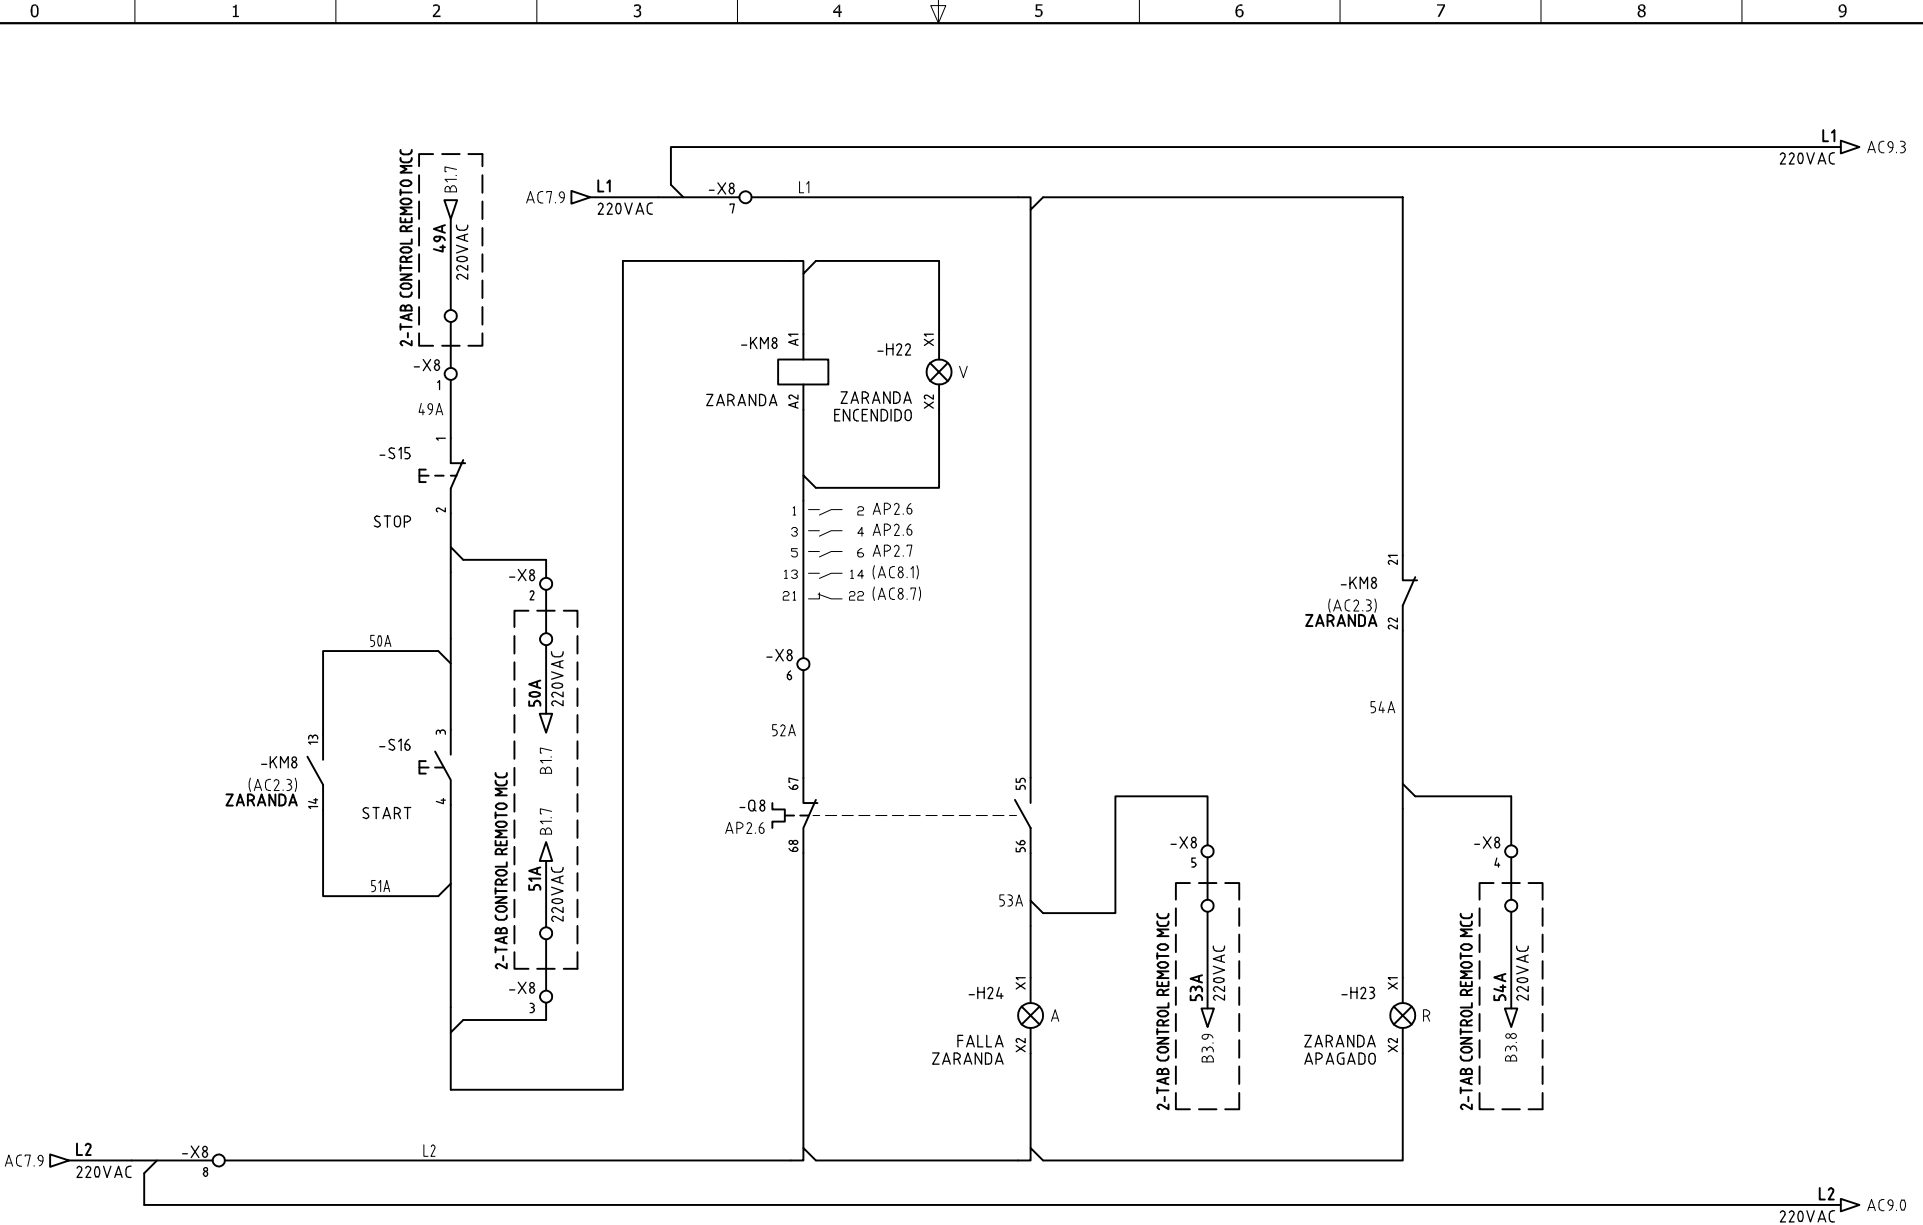 0 1 2 3 4 5 6 7 8 9
L1
220VAC
AC9.3
AC7.9
L1
220VAC
-X8
7
L1
2-TAB CONTROL REMOTO MCC
B1.7
49A
220VAC
-X8
1
49A
1
-S15
2
STOP
-X8
2
50A
220VAC
B1.7
2-TAB CONTROL REMOTO MCC
B1.7
51A
220VAC
-X8
3
50A
13
-KM8
(AC2.3)
ZARANDA
14
3
-S16
4
START
51A
-KM8
A1
ZARANDA
A2
-H22
X1
V
ZARANDA
ENCENDIDO
X2
1 2 AP2.6
3 4 AP2.6
5 6 AP2.7
13 14 (AC8.1)
21 22 (AC8.7)
-X8
6
52A
67
-Q8
AP2.6
68
55
56
53A
-H24
X1
A
FALLA
ZARANDA
X2
-X8
5
2-TAB CONTROL REMOTO MCC
53A
220VAC
B3.9
21
-KM8
(AC2.3)
ZARANDA
22
54A
-H23
X1
R
ZARANDA
APAGADO
X2
-X8
4
2-TAB CONTROL REMOTO MCC
54A
220VAC
B3.8
AC7.9
L2
220VAC
-X8
8
L2
L2
220VAC
AC9.0